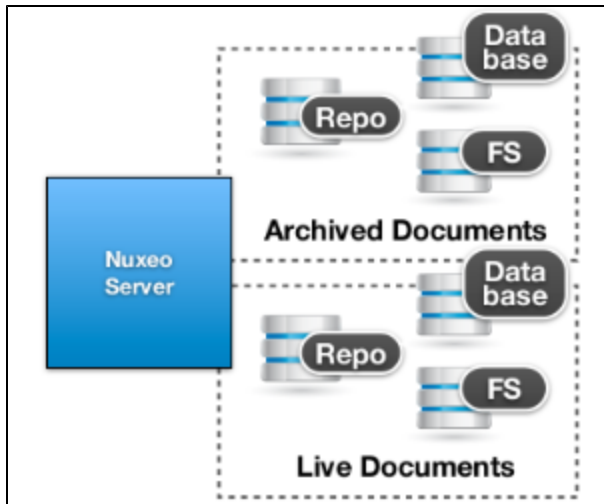 Data
base
Repo
FS
Archived Documents
Nuxeo
Server
Data
base
Repo
FS
Live Documents